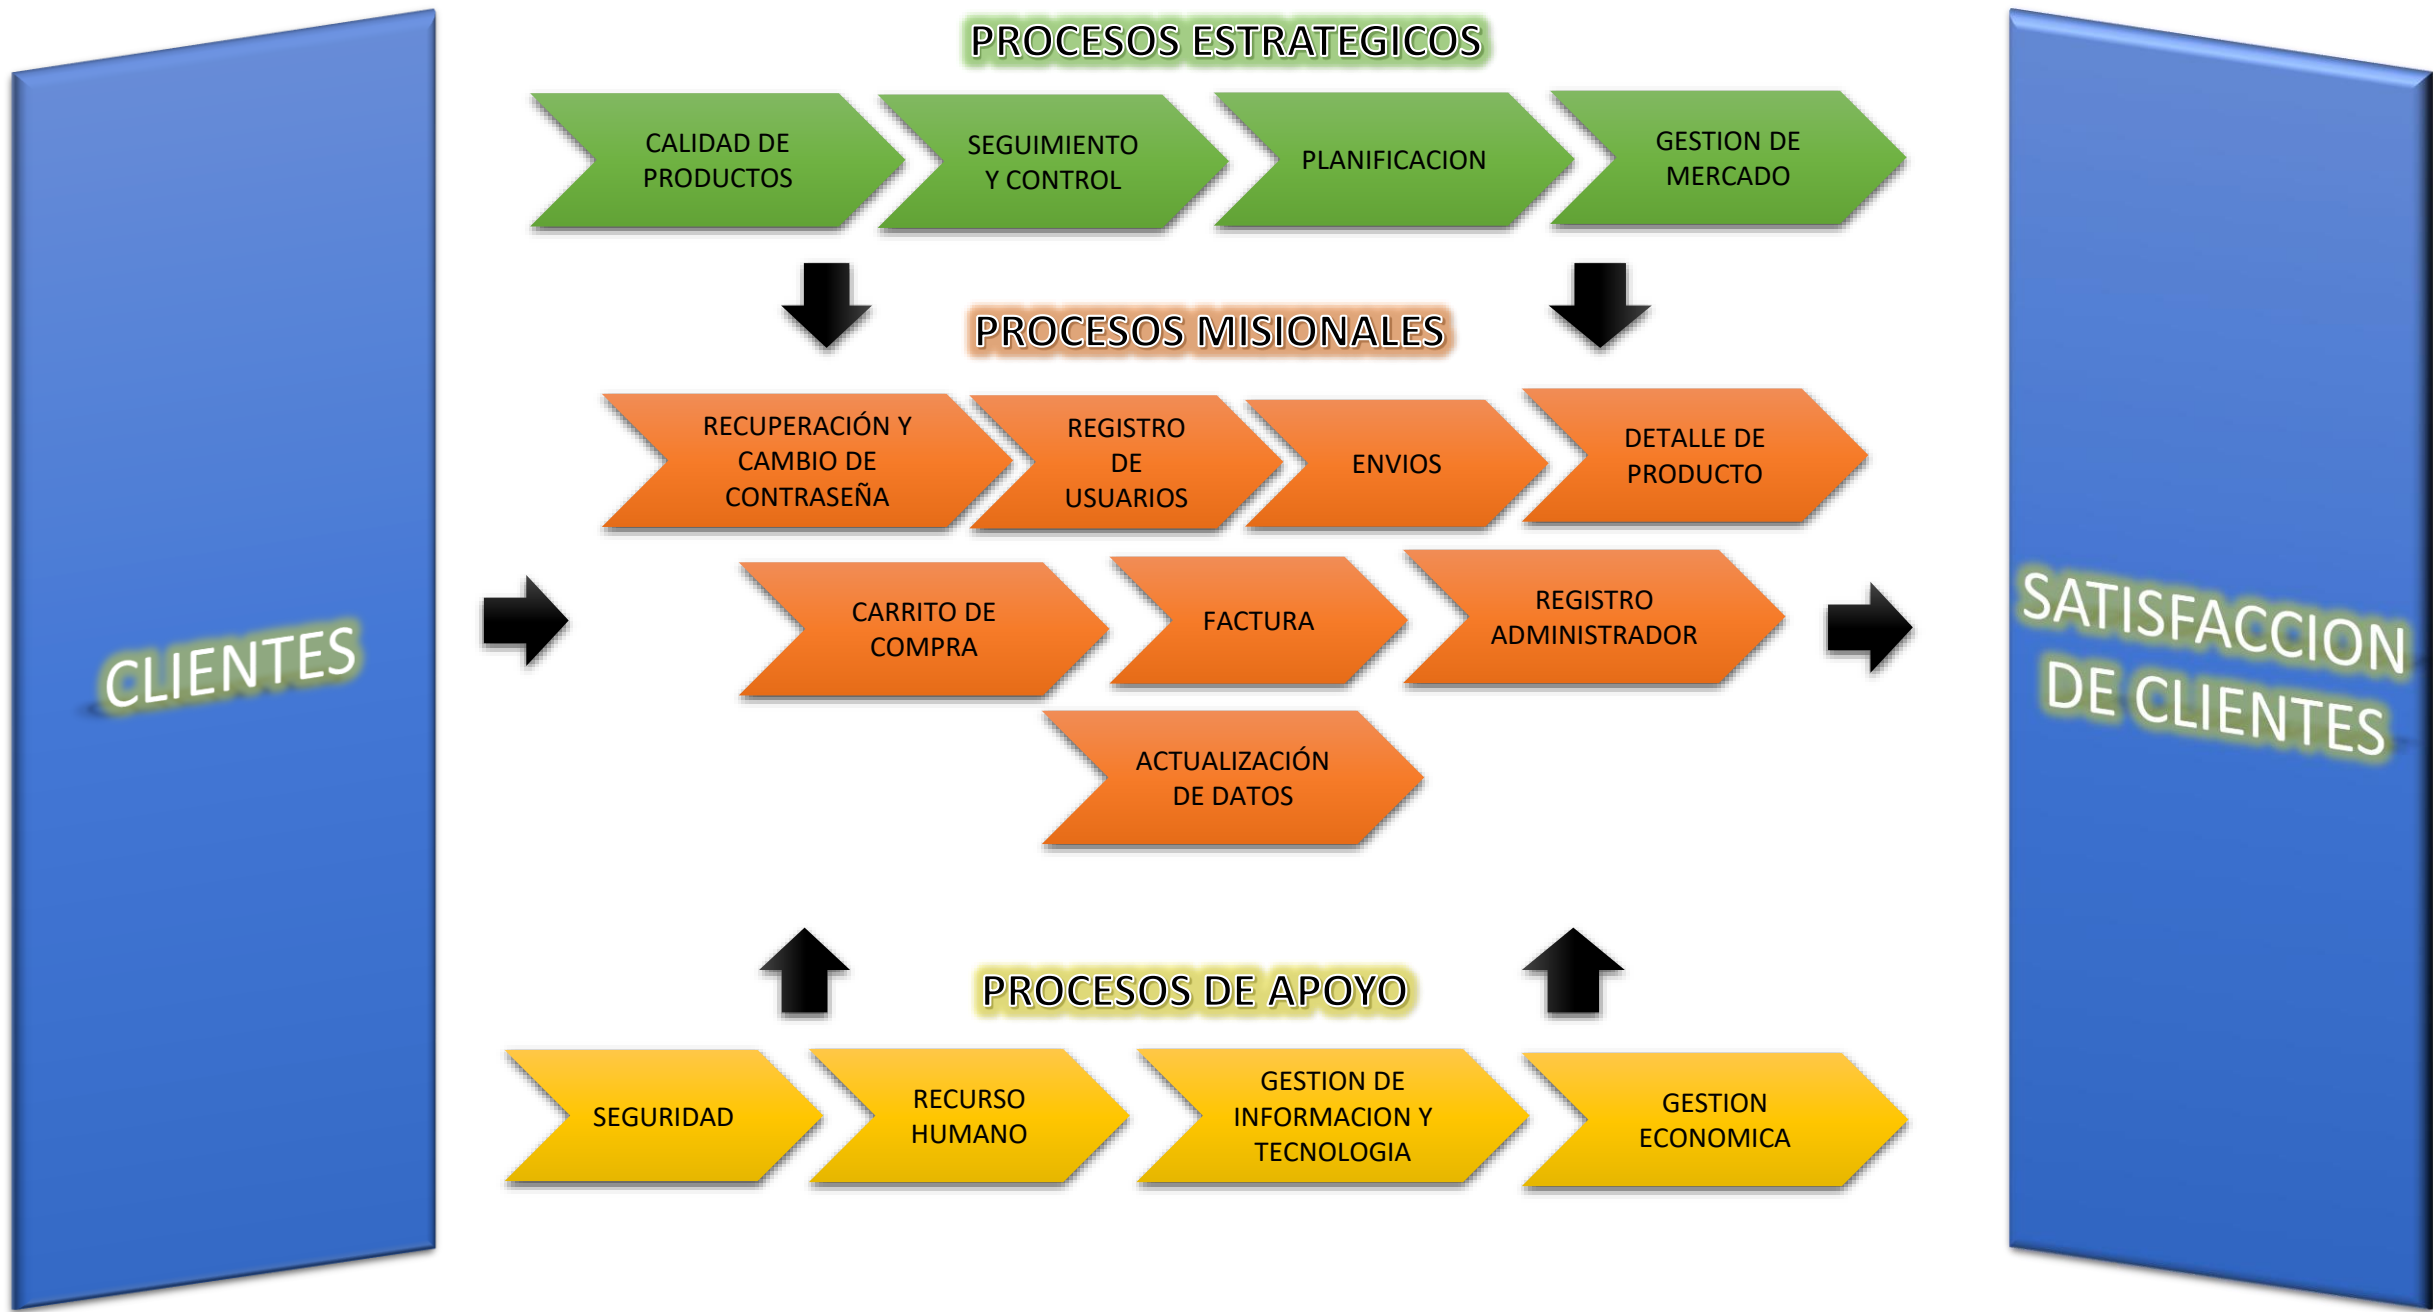 PROCESOS ESTRATEGICOS
CALIDAD DE
PRODUCTOS
SEGUIMIENTO
Y CONTROL
PLANIFICACION
GESTION DE
MERCADO
PROCESOS MISIONALES
RECUPERACIÓN Y
CAMBIO DE
CONTRASEÑA
REGISTRO
DE
USUARIOS
ENVIOS
DETALLE DE
PRODUCTO
CLIENTES
CARRITO DE
COMPRA
FACTURA
REGISTRO
ADMINISTRADOR
SATISFACCION
DE CLIENTES
ACTUALIZACIÓN
DE DATOS
PROCESOS DE APOYO
SEGURIDAD
RECURSO
HUMANO
GESTION DE
INFORMACION Y
TECNOLOGIA
GESTION
ECONOMICA